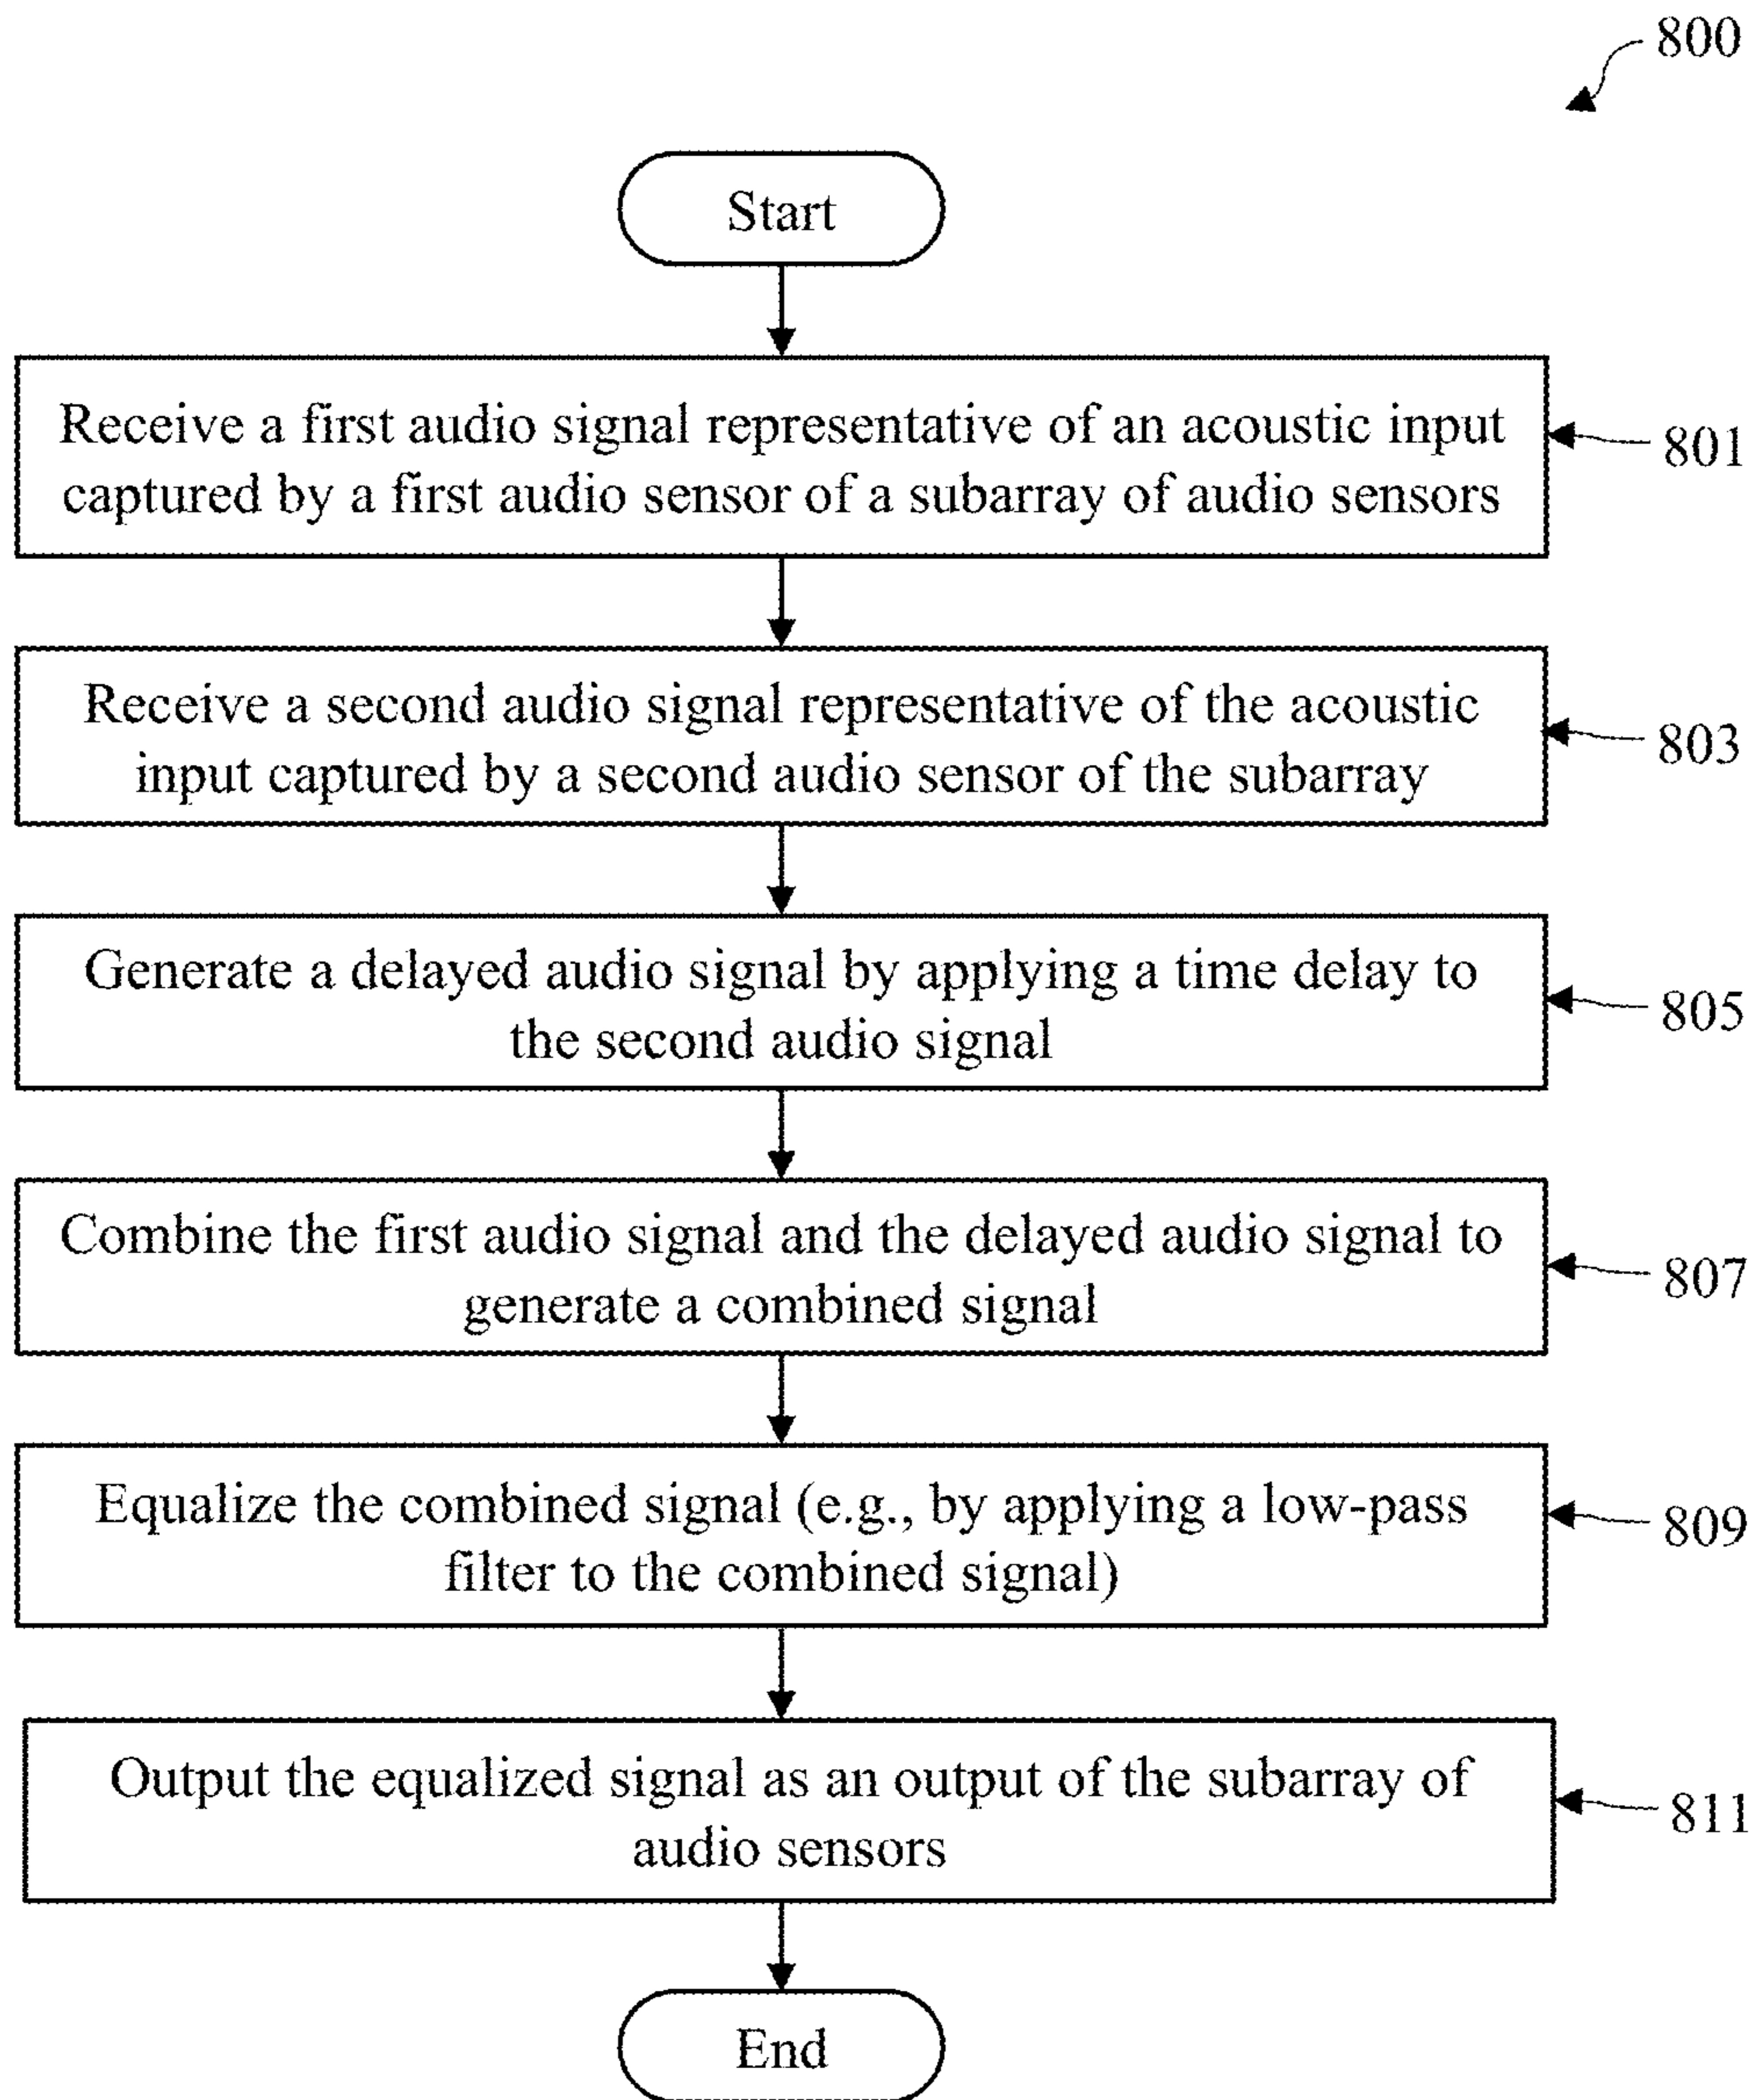 800
Start
Receive a first audio signal representative of an acoustic input
captured by a first audio sensor of a subarray of audio sensors
801
Receive a second audio signal representative of the acoustic
input captured by a second audio sensor of the subarray
803
Generate a delayed audio signal by applying a time delay to
the second audio signal
805
Combine the first audio signal and the delayed audio signal to
generate a combined signal
807
Equalize the combined signal (e.g., by applying a low-pass
filter to the combined signal)
809
Output the equalized signal as an output of the subarray of
audio sensors
811
End